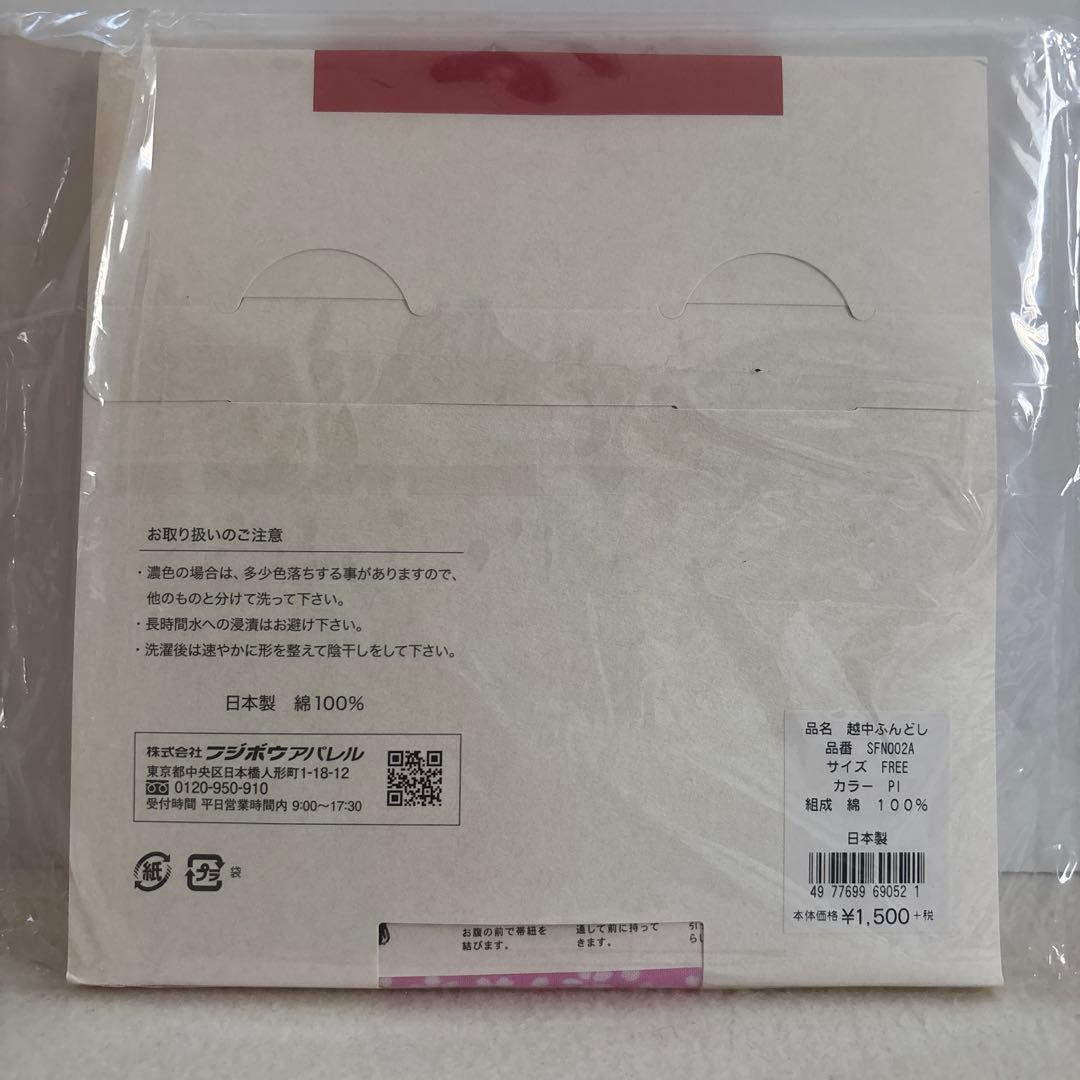 お取り扱いのご注意
・濃色の場合は、多少色落ちする事がありますので、
他のものと分けて洗って下さい。
・長時間水への浸漬はお避け下さい。
・洗濯後は速やかに形を整えて陰干しをして下さい。
日本製 綿100%
株式会社 フジボウアパレル
東京都中央区日本橋人形町1-18-12
0120-950-910
受付時間 平日営業時間内 9:00〜17:30
紙
プラ 袋
品名 越中ふんどし
品番 SFN002A
サイズ FREE
カラー PI
組成 綿 100%
日本製
49 77699 69052 1
本体価格 ¥1,500+税
お腹の前で帯紐を
結びます。
通して前に持って
きます。